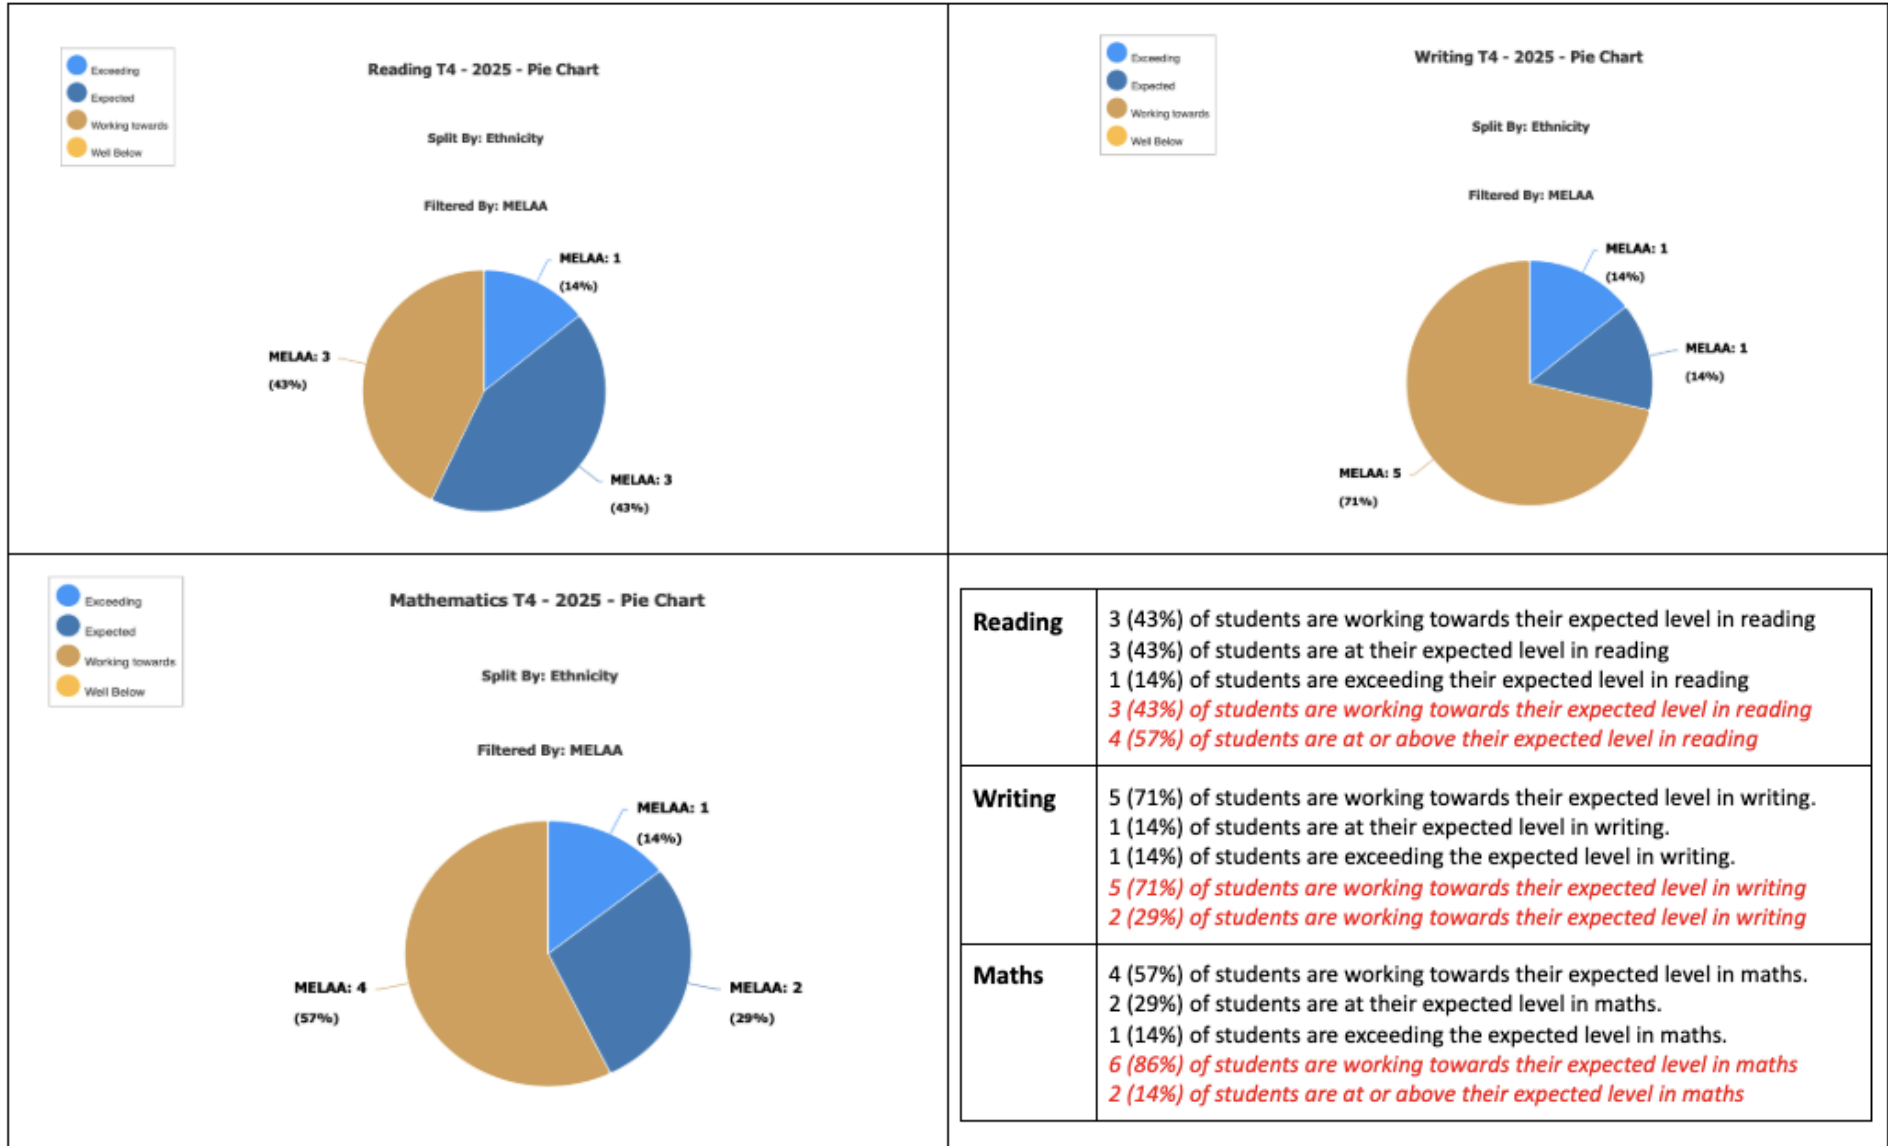 Exceeding
Expected
Working towards
Well Below
Reading T4 - 2025 - Pie Chart
Split By: Ethnicity
Filtered By: MELAA
MELAA: 1
(14%)
MELAA: 3
(43%)
MELAA: 3
(43%)
Exceeding
Expected
Working towards
Well Below
Writing T4 - 2025 - Pie Chart
Split By: Ethnicity
Filtered By: MELAA
MELAA: 1
(14%)
MELAA: 1
(14%)
MELAA: 5
(71%)
Exceeding
Expected
Working towards
Well Below
Mathematics T4 - 2025 - Pie Chart
Split By: Ethnicity
Filtered By: MELAA
MELAA: 1
(14%)
MELAA: 4
(57%)
MELAA: 2
(29%)
Reading
3 (43%) of students are working towards their expected level in reading
3 (43%) of students are at their expected level in reading
1 (14%) of students are exceeding their expected level in reading
3 (43%) of students are working towards their expected level in reading
4 (57%) of students are at or above their expected level in reading
Writing
5 (71%) of students are working towards their expected level in writing.
1 (14%) of students are at their expected level in writing.
1 (14%) of students are exceeding the expected level in writing.
5 (71%) of students are working towards their expected level in writing
2 (29%) of students are working towards their expected level in writing
Maths
4 (57%) of students are working towards their expected level in maths.
2 (29%) of students are at their expected level in maths.
1 (14%) of students are exceeding the expected level in maths.
6 (86%) of students are working towards their expected level in maths
2 (14%) of students are at or above their expected level in maths